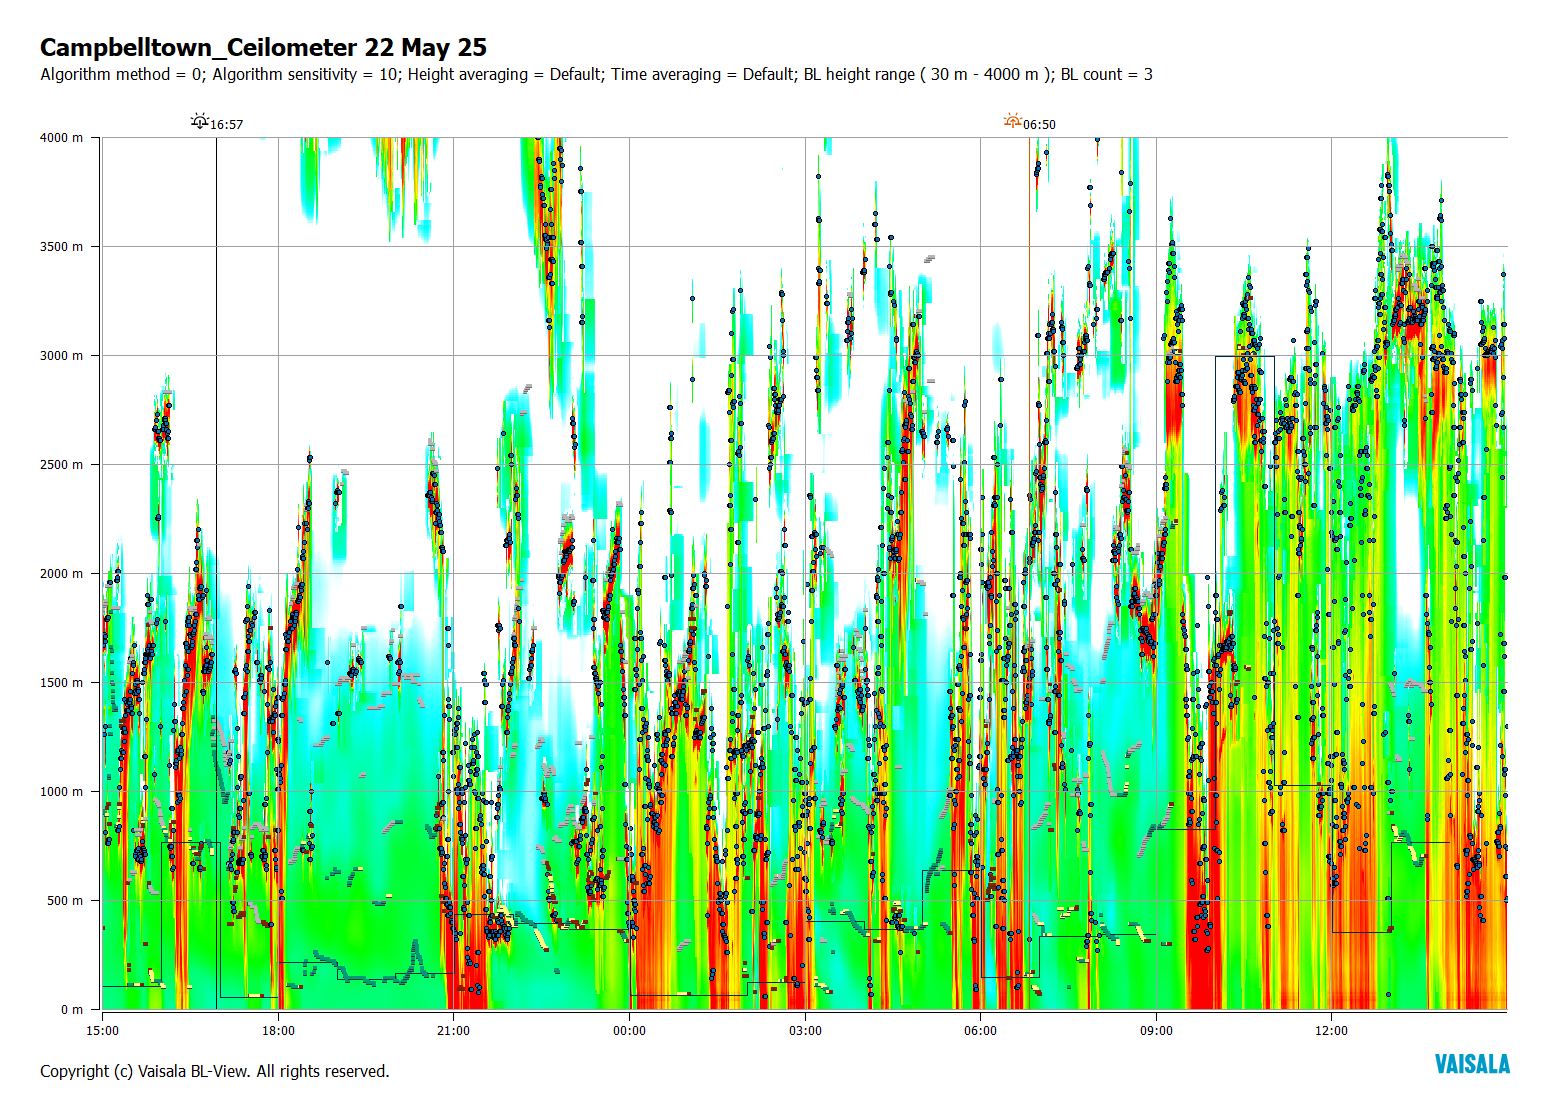 Campbelltown_Ceilometer 22 May 25
Algorithm method = 0; Algorithm sensitivity = 10; Height averaging = Default; Time averaging = Default; BL height range ( 30 m - 4000 m ); BL count = 3
16:57
06:50
4000 m
3500 m
3000 m
2500 m
2000 m
1500 m
1000 m
500 m
0 m
15:00 18:00 21:00 00:00 03:00 06:00 09:00 12:00
Copyright (c) Vaisala BL-View. All rights reserved.
VAISALA